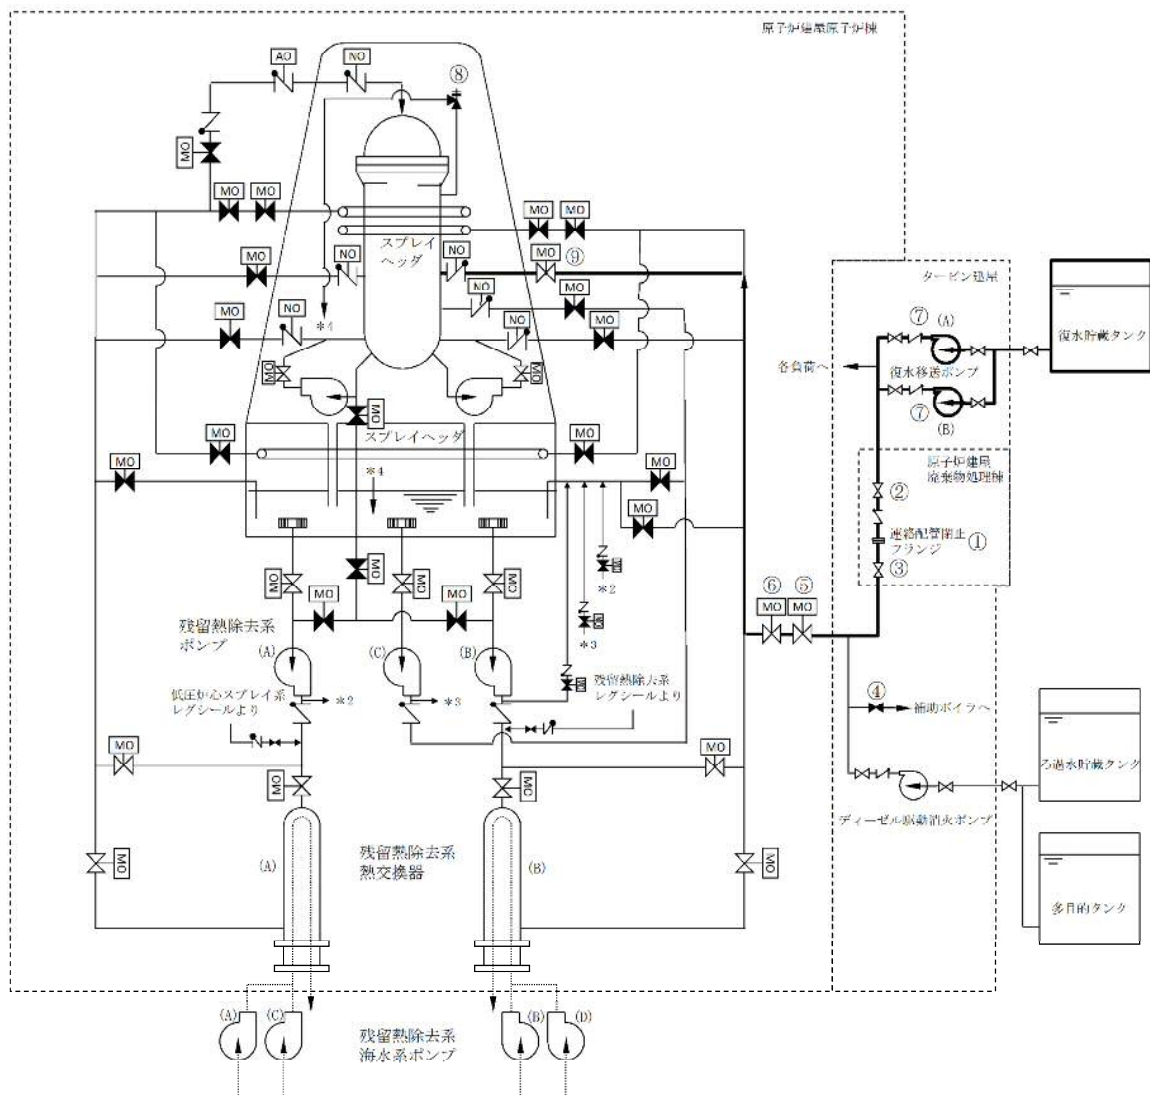 原子炉建屋原子炉棟
AO
NO
⑧
MO
MO
MO
MO
MO
スプレイ
ヘッダ
NO
MO
⑨
MO
NO
NO
MO
タービン建屋
*4
MO
NO
NO
MO
⑦
(A)
復水貯蔵タンク
各負荷へ
復水移送ポンプ
MO
MO
⑦
(B)
MO
MO
スプレイヘッダ
MO
原子炉建屋
廃棄物処理棟
MO
*4
MO
②
MO
連絡配管閉止
フランジ
①
MO
MO
MO
MO
③
*2
MO
MO
⑥
⑤
MO
MO
残留熱除去系
ポンプ
*3
(A)
(C)
(B)
残留熱除去系
レグシールより
低圧炉心スプレイ系
レグシールより
*2
*3
④
補助ボイラへ
MO
MO
MO
MO
ろ過水貯蔵タンク
ディーゼル駆動消火ポンプ
残留熱除去系
熱交換器
(A)
(B)
MO
MO
多目的タンク
(A)
(C)
(B)
(D)
残留熱除去系
海水系ポンプ